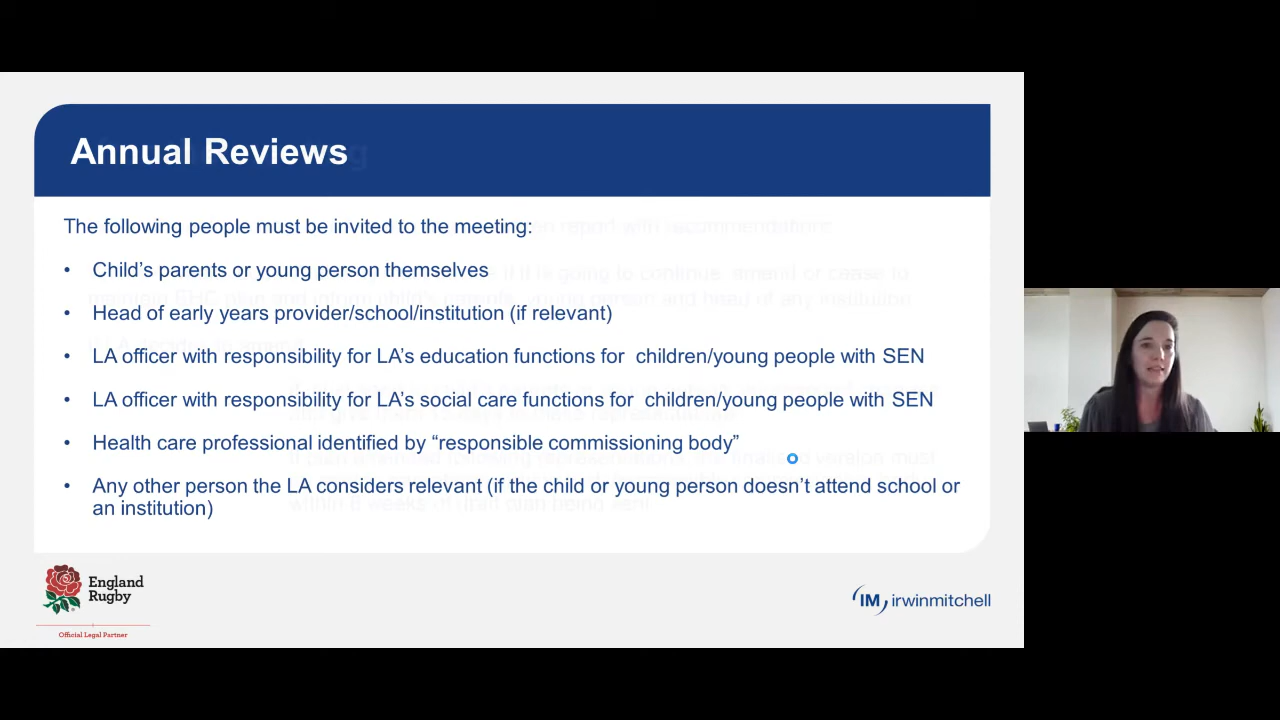 Annual Reviews
The following people must be invited to the meeting:
• Child’s parents or young person themselves
• Head of early years provider/school/institution (if relevant)
• LA officer with responsibility for LA’s education functions for  children/young people with SEN
• LA officer with responsibility for LA’s social care functions for  children/young people with SEN
• Health care professional identified by “responsible commissioning body”
• Any other person the LA considers relevant (if the child or young person doesn’t attend school or
an institution)
England
Rugby
Official Legal Partner
IM irwinmitchell